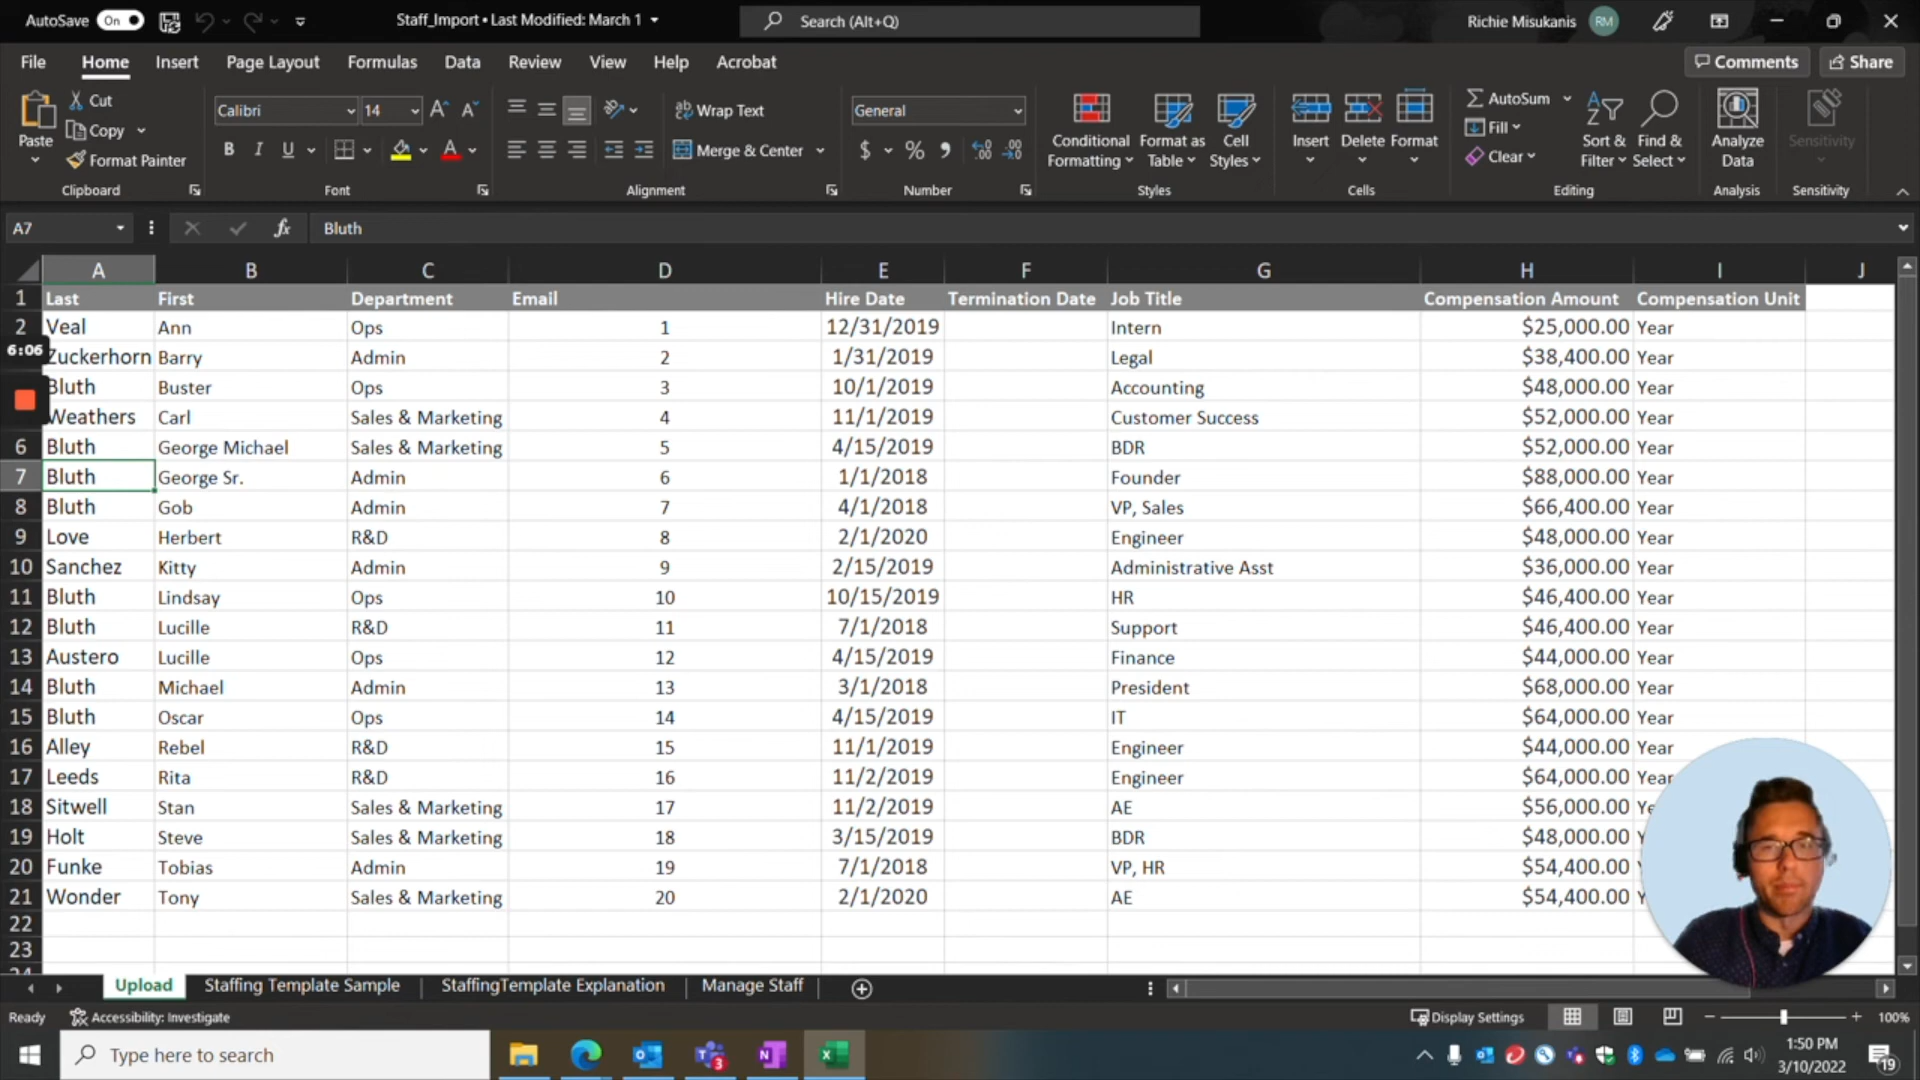 AutoSave On Staff_Import • Last Modified: March 1 Search (Alt+Q) Richie Misukanis RM
File Home Insert Page Layout Formulas Data Review View Help Acrobat Comments Share
Paste Cut Copy Format Painter Clipboard
Calibri 14 B I U A Font
Wrap Text Merge & Center Alignment
General $ % Number
Conditional Formatting Format as Table Cell Styles Styles
Insert Delete Format Cells
AutoSum Fill Clear Sort & Filter Find & Select Editing
Analyze Data Analysis
Sensitivity Sensitivity
A7 fx Bluth
A B C D E F G H I J
1 Last First Department Email Hire Date Termination Date Job Title Compensation Amount Compensation Unit
2 Veal Ann Ops 1 12/31/2019 Intern $25,000.00 Year
6:06 Zuckerhorn Barry Admin 2 1/31/2019 Legal $38,400.00 Year
Bluth Buster Ops 3 10/1/2019 Accounting $48,000.00 Year
Weathers Carl Sales & Marketing 4 11/1/2019 Customer Success $52,000.00 Year
6 Bluth George Michael Sales & Marketing 5 4/15/2019 BDR $52,000.00 Year
7 Bluth George Sr. Admin 6 1/1/2018 Founder $88,000.00 Year
8 Bluth Gob Admin 7 4/1/2018 VP, Sales $66,400.00 Year
9 Love Herbert R&D 8 2/1/2020 Engineer $48,000.00 Year
10 Sanchez Kitty Admin 9 2/15/2019 Administrative Asst $36,000.00 Year
11 Bluth Lindsay Ops 10 10/15/2019 HR $46,400.00 Year
12 Bluth Lucille R&D 11 7/1/2018 Support $46,400.00 Year
13 Austero Lucille Ops 12 4/15/2019 Finance $44,000.00 Year
14 Bluth Michael Admin 13 3/1/2018 President $68,000.00 Year
15 Bluth Oscar Ops 14 4/15/2019 IT $64,000.00 Year
16 Alley Rebel R&D 15 11/1/2019 Engineer $44,000.00 Year
17 Leeds Rita R&D 16 11/2/2019 Engineer $64,000.00 Year
18 Sitwell Stan Sales & Marketing 17 11/2/2019 AE $56,000.00
19 Holt Steve Sales & Marketing 18 3/15/2019 BDR $48,000.00
20 Funke Tobias Admin 19 7/1/2018 VP, HR $54,400.00
21 Wonder Tony Sales & Marketing 20 2/1/2020 AE $54,400.00
22
23
Upload Staffing Template Sample StaffingTemplate Explanation Manage Staff
Ready Accessibility: Investigate Display Settings 100%
Type here to search 3 1:50 PM
3/10/2022 19